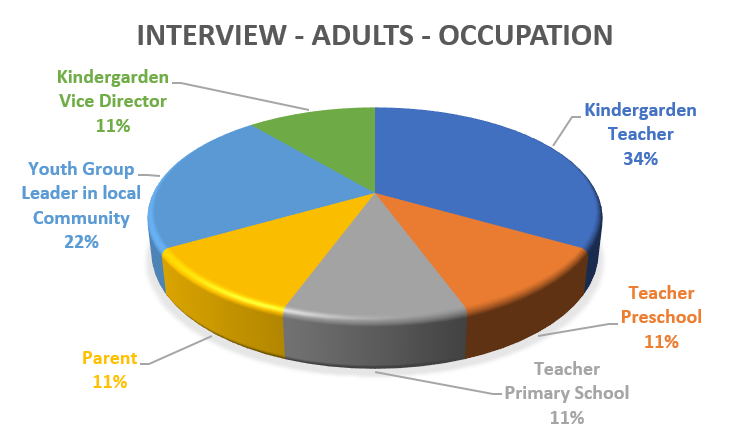 INTERVIEW - ADULTS - OCCUPATION
Kindergarden
Vice Director
11%
Kindergarden
Teacher
34%
Youth Group
Leader in local
Community
22%
Teacher
Preschool
11%
Parent
11%
Teacher
Primary School
11%